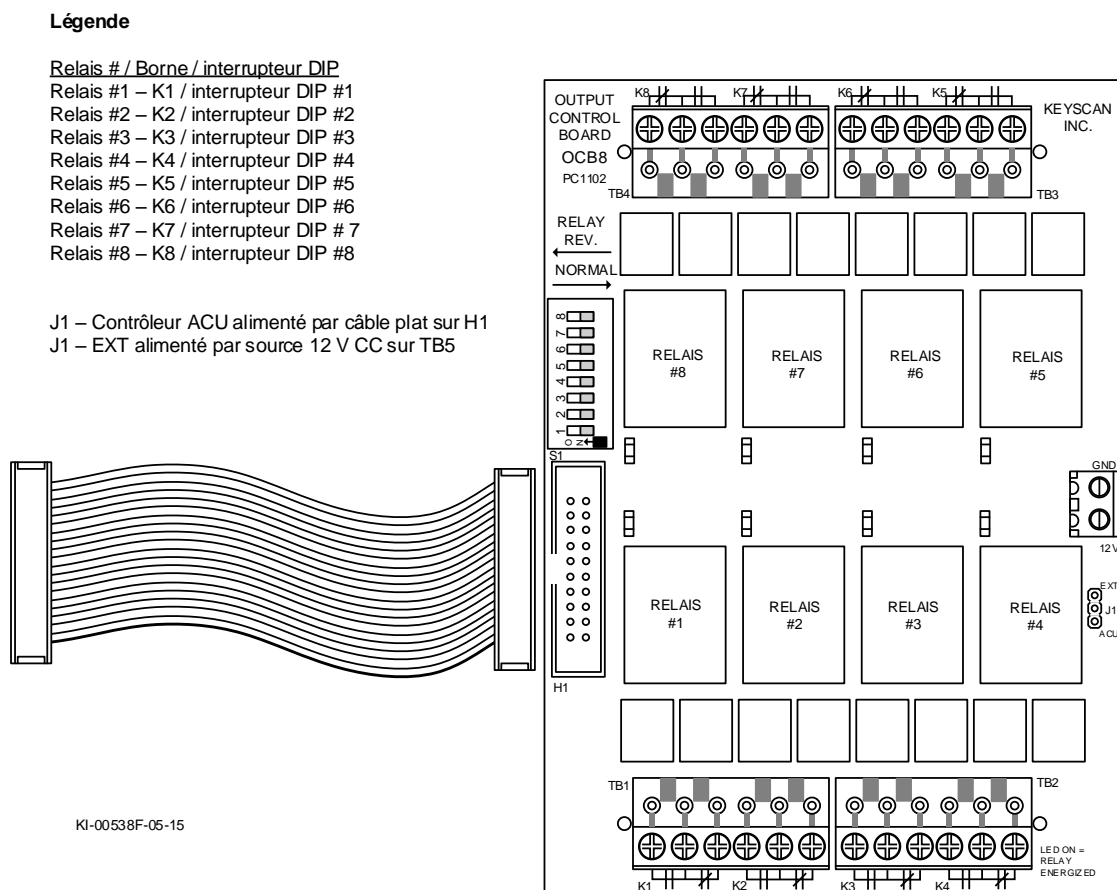 Légende
Relais # / Borne / interrupteur DIP
Relais #1 – K1 / interrupteur DIP #1
Relais #2 – K2 / interrupteur DIP #2
Relais #3 – K3 / interrupteur DIP #3
Relais #4 – K4 / interrupteur DIP #4
Relais #5 – K5 / interrupteur DIP #5
Relais #6 – K6 / interrupteur DIP #6
Relais #7 – K7 / interrupteur DIP # 7
Relais #8 – K8 / interrupteur DIP #8
J1 – Contrôleur ACU alimenté par câble plat sur H1
J1 – EXT alimenté par source 12 V CC sur TB5
OUTPUT
CONTROL
BOARD
OCB8
PC1102
K8
K7
K6
K5
KEYSCAN
INC.
TB4
TB3
RELAY
REV.
NORMAL
8
7
6
5
4
3
2
1
ON
S1
RELAIS
#8
RELAIS
#7
RELAIS
#6
RELAIS
#5
GND
12V
EXT
J1
ACU
RELAIS
#1
RELAIS
#2
RELAIS
#3
RELAIS
#4
H1
TB1
TB2
K1
K2
K3
K4
LED ON =
RELAY
ENERGIZED
KI-00538F-05-15